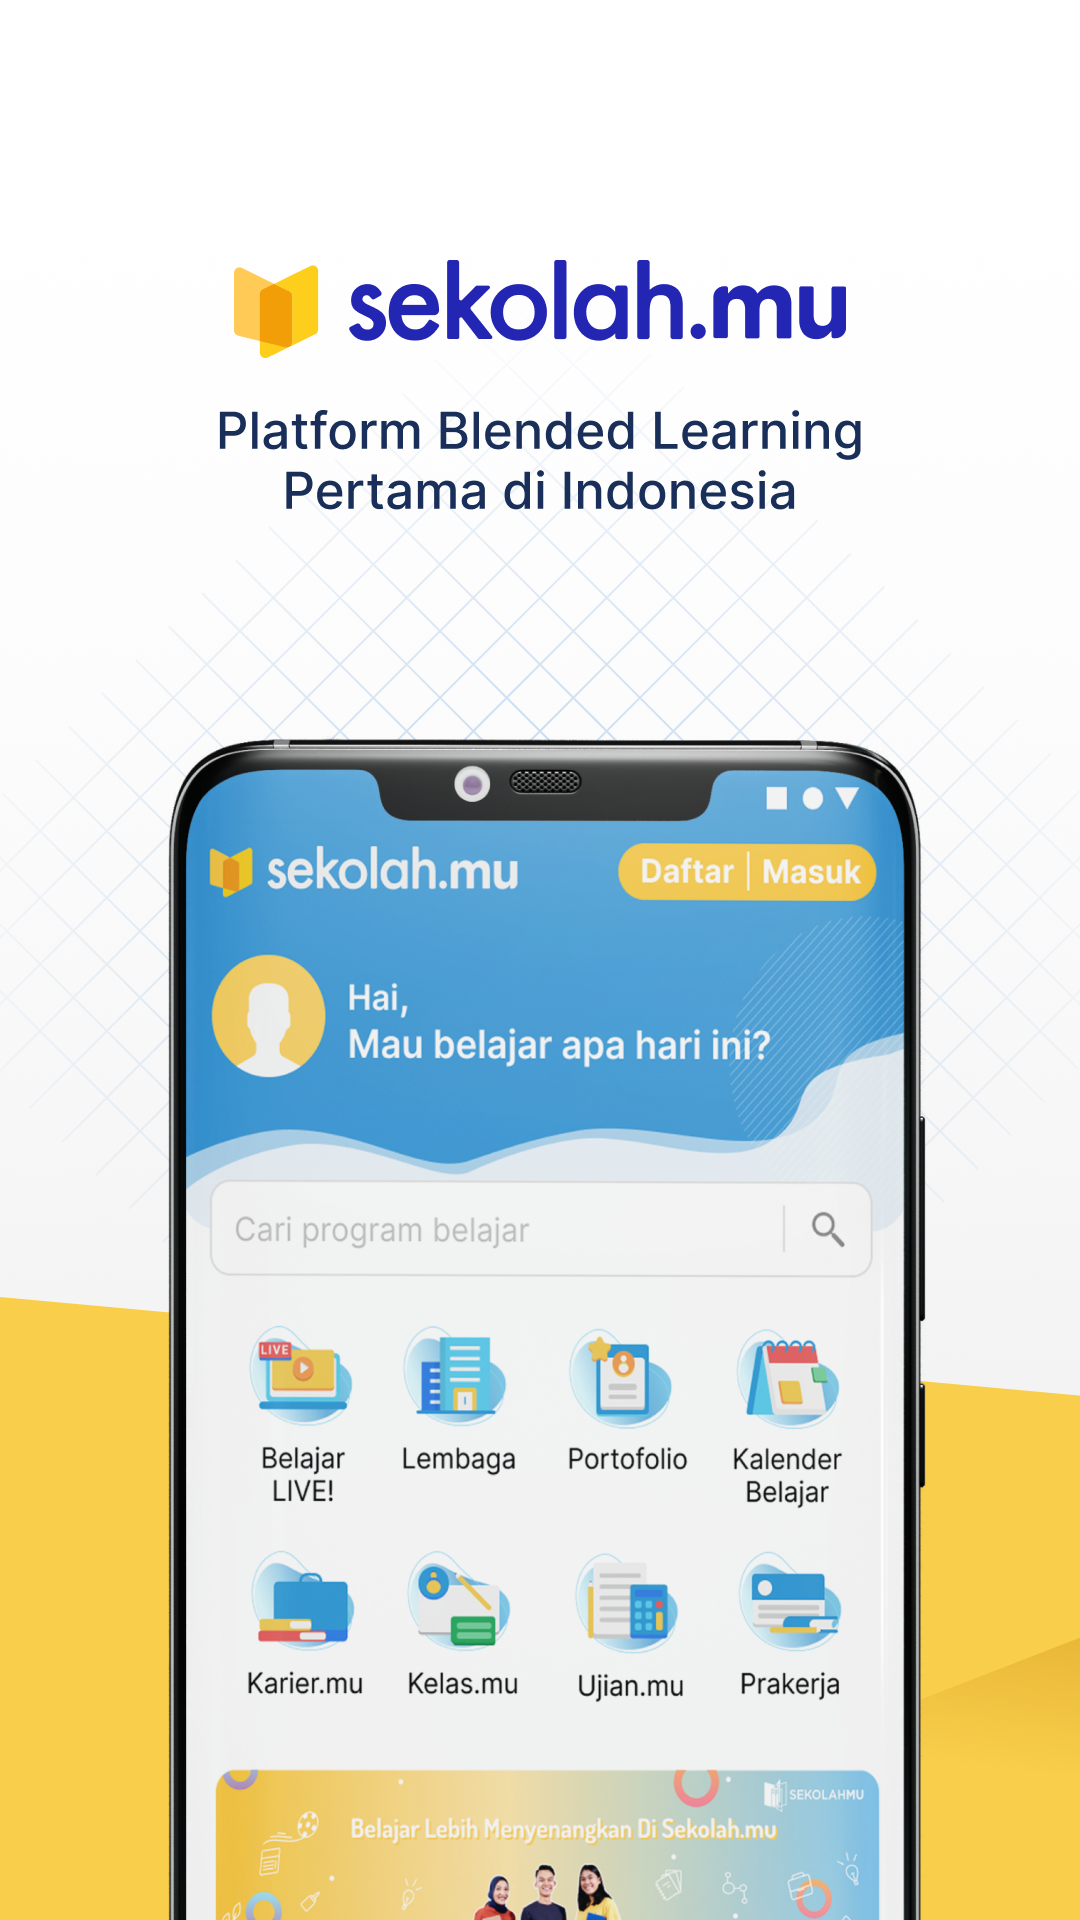 sekolah.mu
Platform Blended Learning
Pertama di Indonesia
sekolah.mu
Daftar | Masuk
Hai,
Mau belajar apa hari ini?
Cari program belajar
LIVE
Belajar
LIVE!
Lembaga
Portofolio
Kalender
Belajar
Karier.mu
Kelas.mu
Ujian.mu
Prakerja
SEKOLAHMU
Belajar Lebih Menyenangkan Di Sekolah.mu